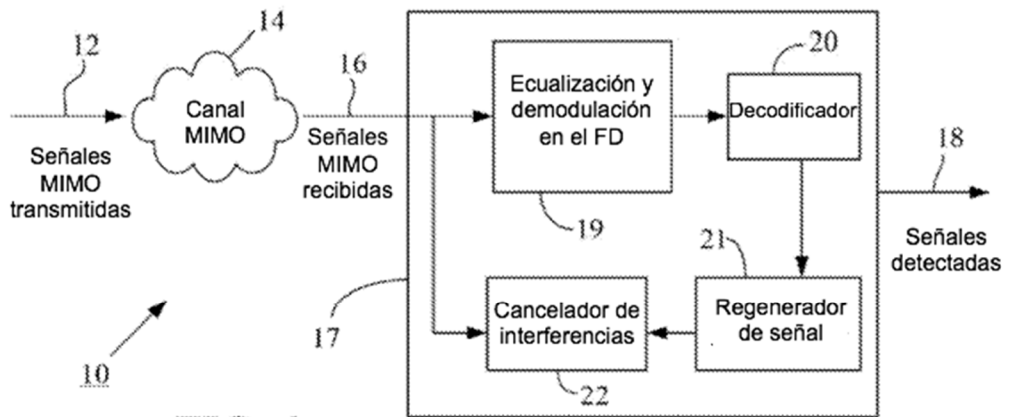 12
14
Canal
MIMO
Señales
MIMO
transmitidas
16
Señales
MIMO
recibidas
Ecualización y
demodulación
en el FD
19
20
Decodificador
18
Señales
detectadas
21
Regenerador
de señal
Cancelador de
interferencias
22
17
10